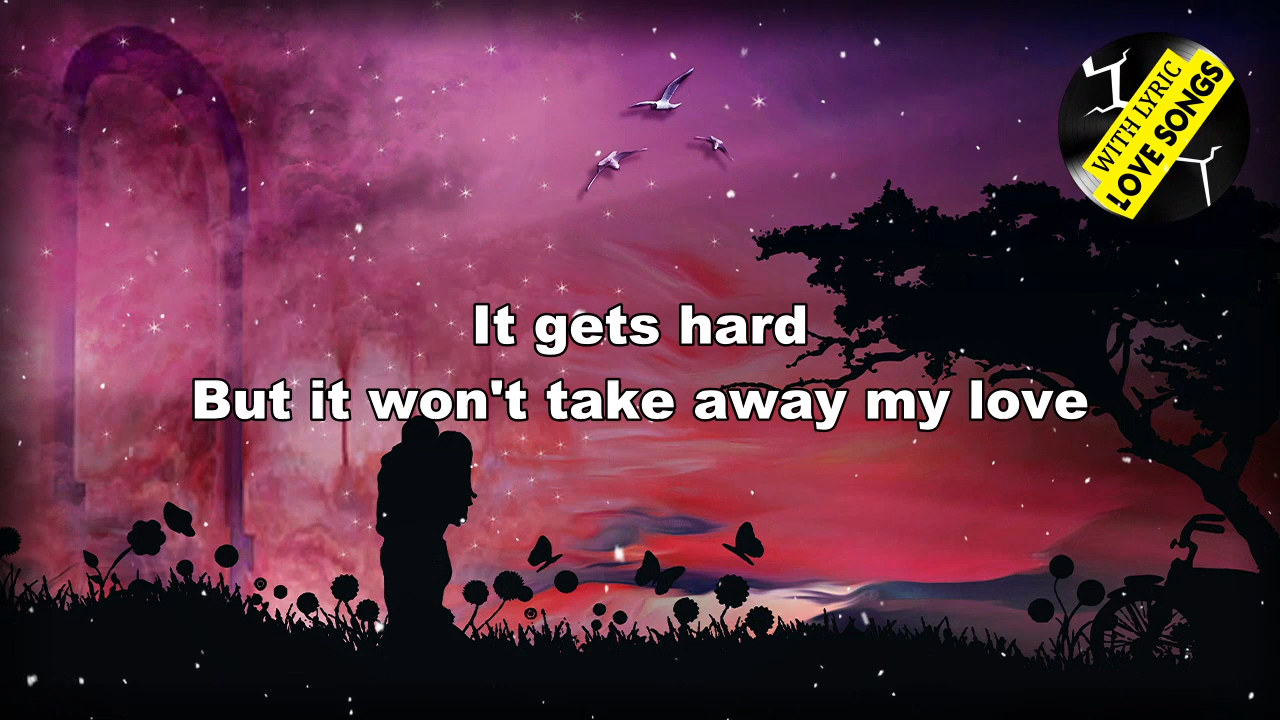 WITH LYRIC
LOVE SONGS
It gets hard
But it won't take away my love